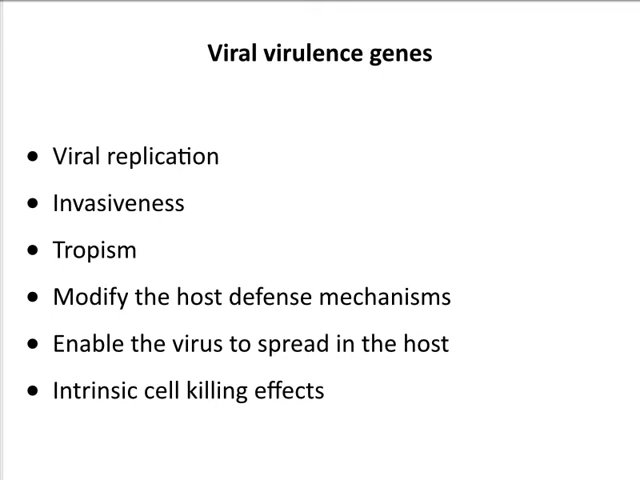 Viral virulence genes
• Viral replication
• Invasiveness
• Tropism
• Modify the host defense mechanisms
• Enable the virus to spread in the host
• Intrinsic cell killing effects